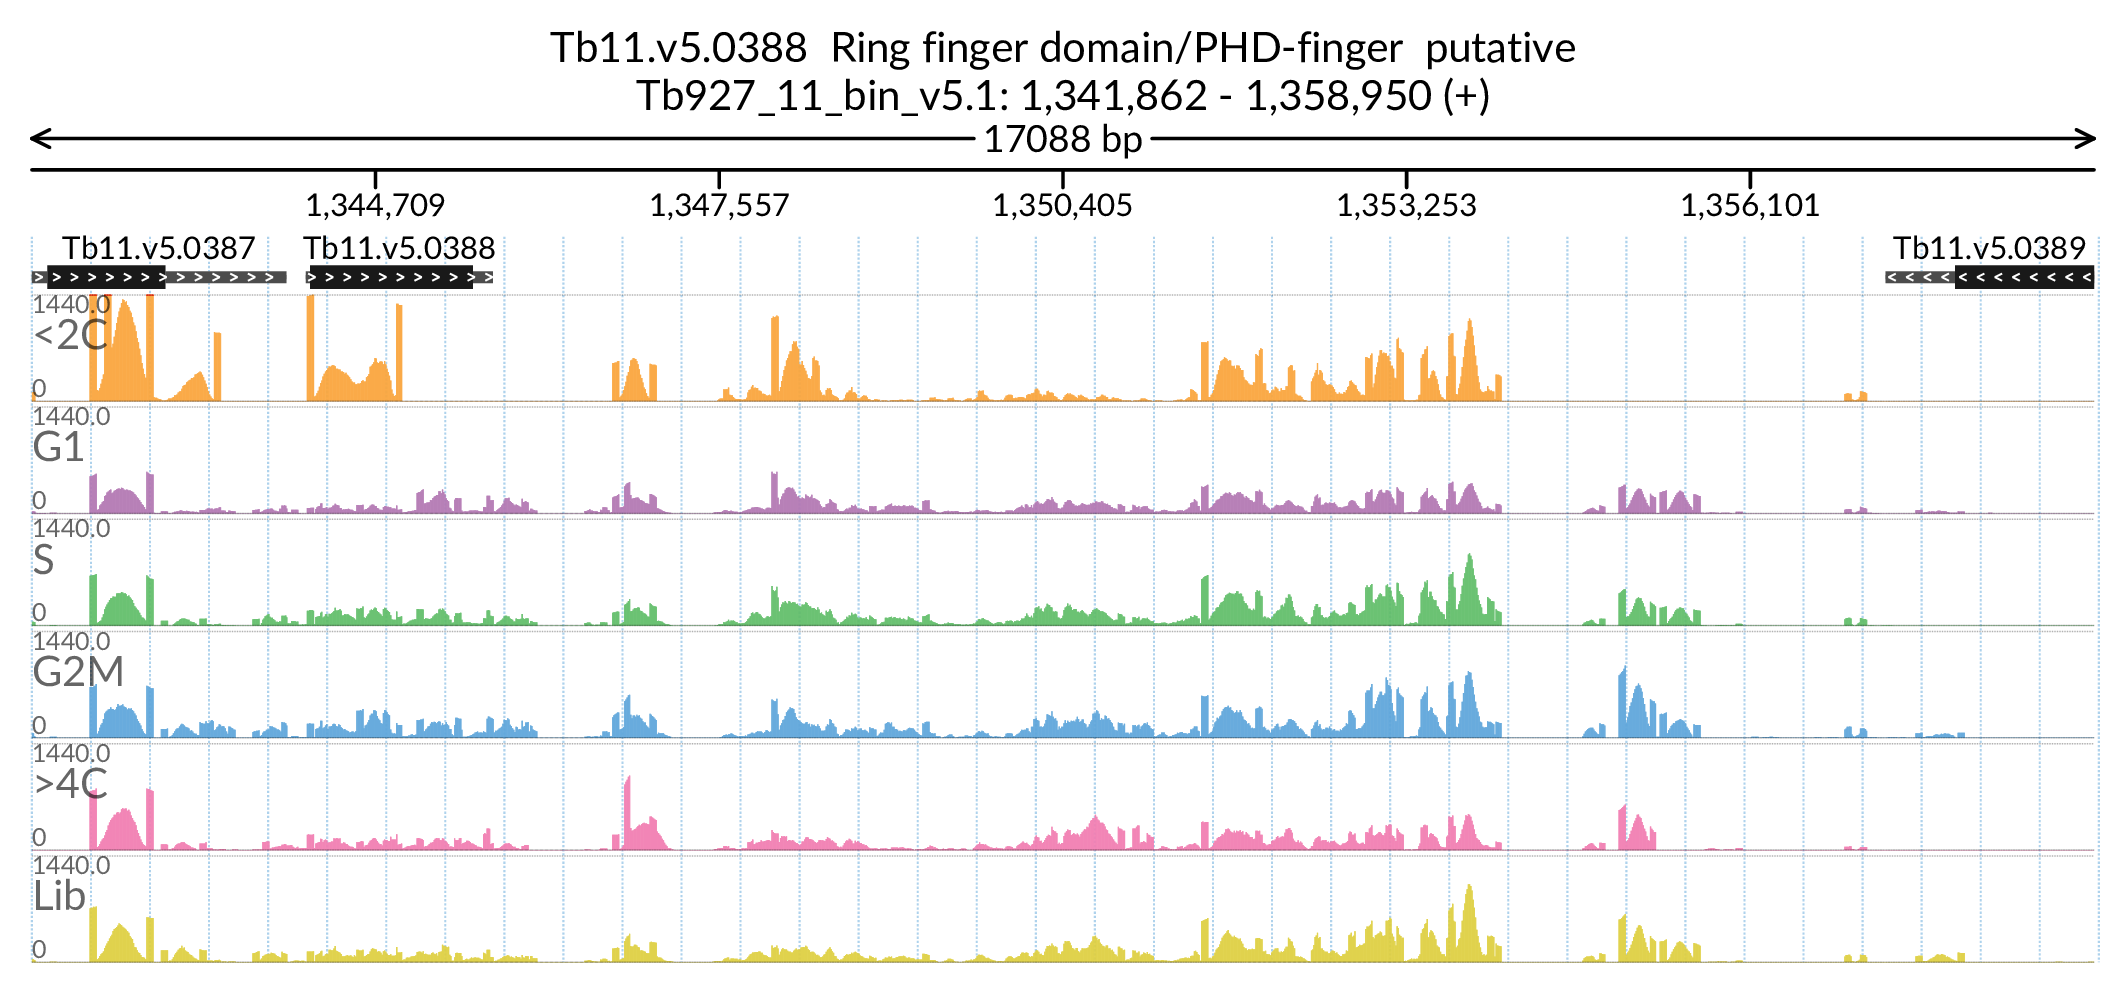 Tb11.v5.0388 Ring finger domain/PHD-finger putative
Tb927_11_bin_v5.1: 1,341,862 - 1,358,950 (+)
17088 bp
1,344,709 1,347,557 1,350,405 1,353,253 1,356,101
Tb11.v5.0387 Tb11.v5.0388 Tb11.v5.0389
1440.0
<2C
0
1440.0
G1
0
1440.0
S
0
1440.0
G2M
0
1440.0
>4C
0
1440.0
Lib
0